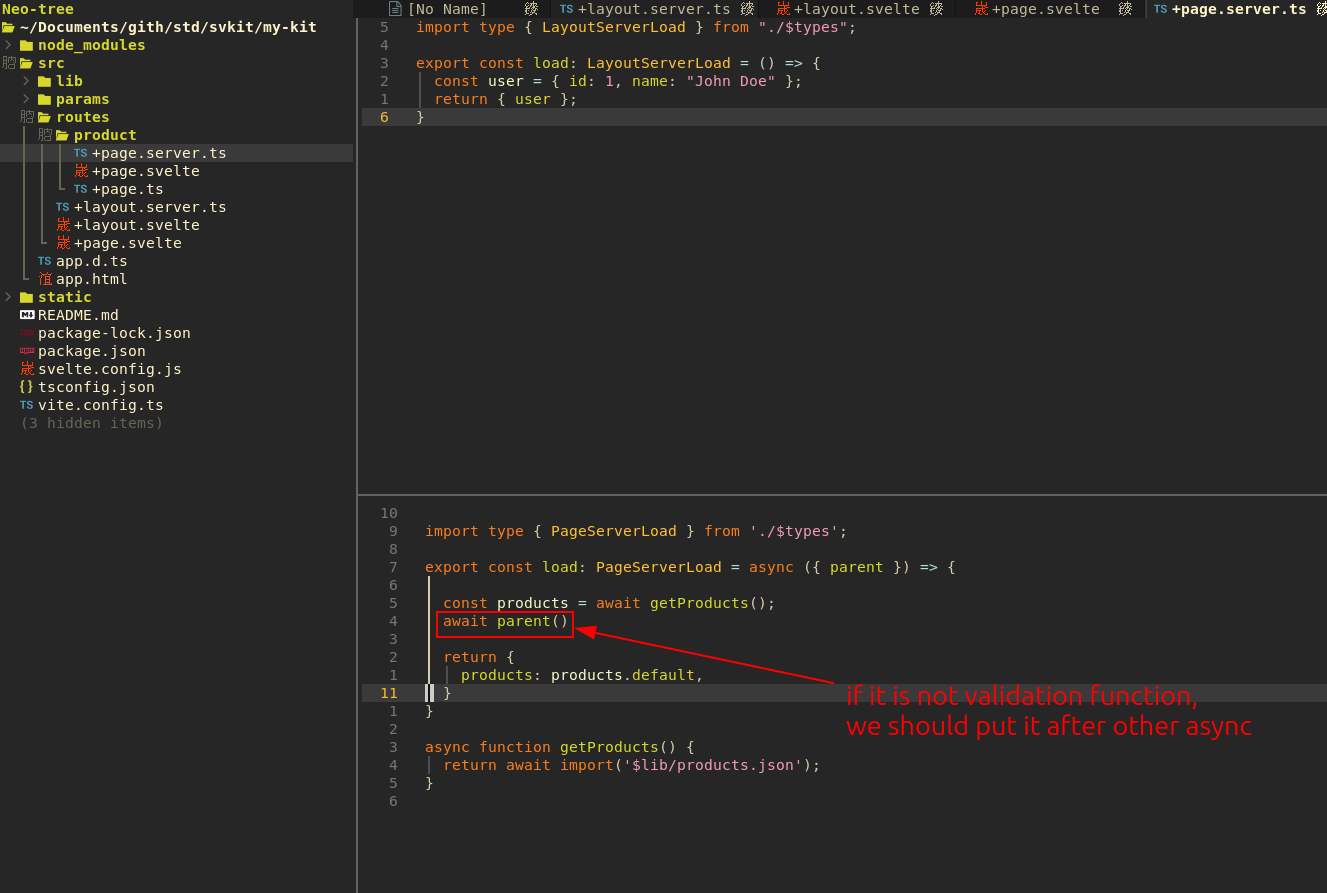 Neo-tree
~/Documents/gith/std/svkit/my-kit
node_modules
src
lib
params
routes
product
TS +page.server.ts
+page.svelte
TS +page.ts
TS +layout.server.ts
+layout.svelte
+page.svelte
TS app.d.ts
app.html
static
README.md
package-lock.json
package.json
svelte.config.js
{} tsconfig.json
TS vite.config.ts
(3 hidden items)
[No Name] TS +layout.server.ts +layout.svelte +page.svelte TS +page.server.ts
5 import type { LayoutServerLoad } from "./$types";
4
3 export const load: LayoutServerLoad = () => {
2 const user = { id: 1, name: "John Doe" };
1 return { user };
6 }
10
9 import type { PageServerLoad } from './$types';
8
7 export const load: PageServerLoad = async ({ parent }) => {
6
5 const products = await getProducts();
4 await parent()
3
2 return {
1 products: products.default,
11 }
1 }
2
3 async function getProducts() {
4 return await import('$lib/products.json');
5 }
6
if it is not validation function,
we should put it after other async